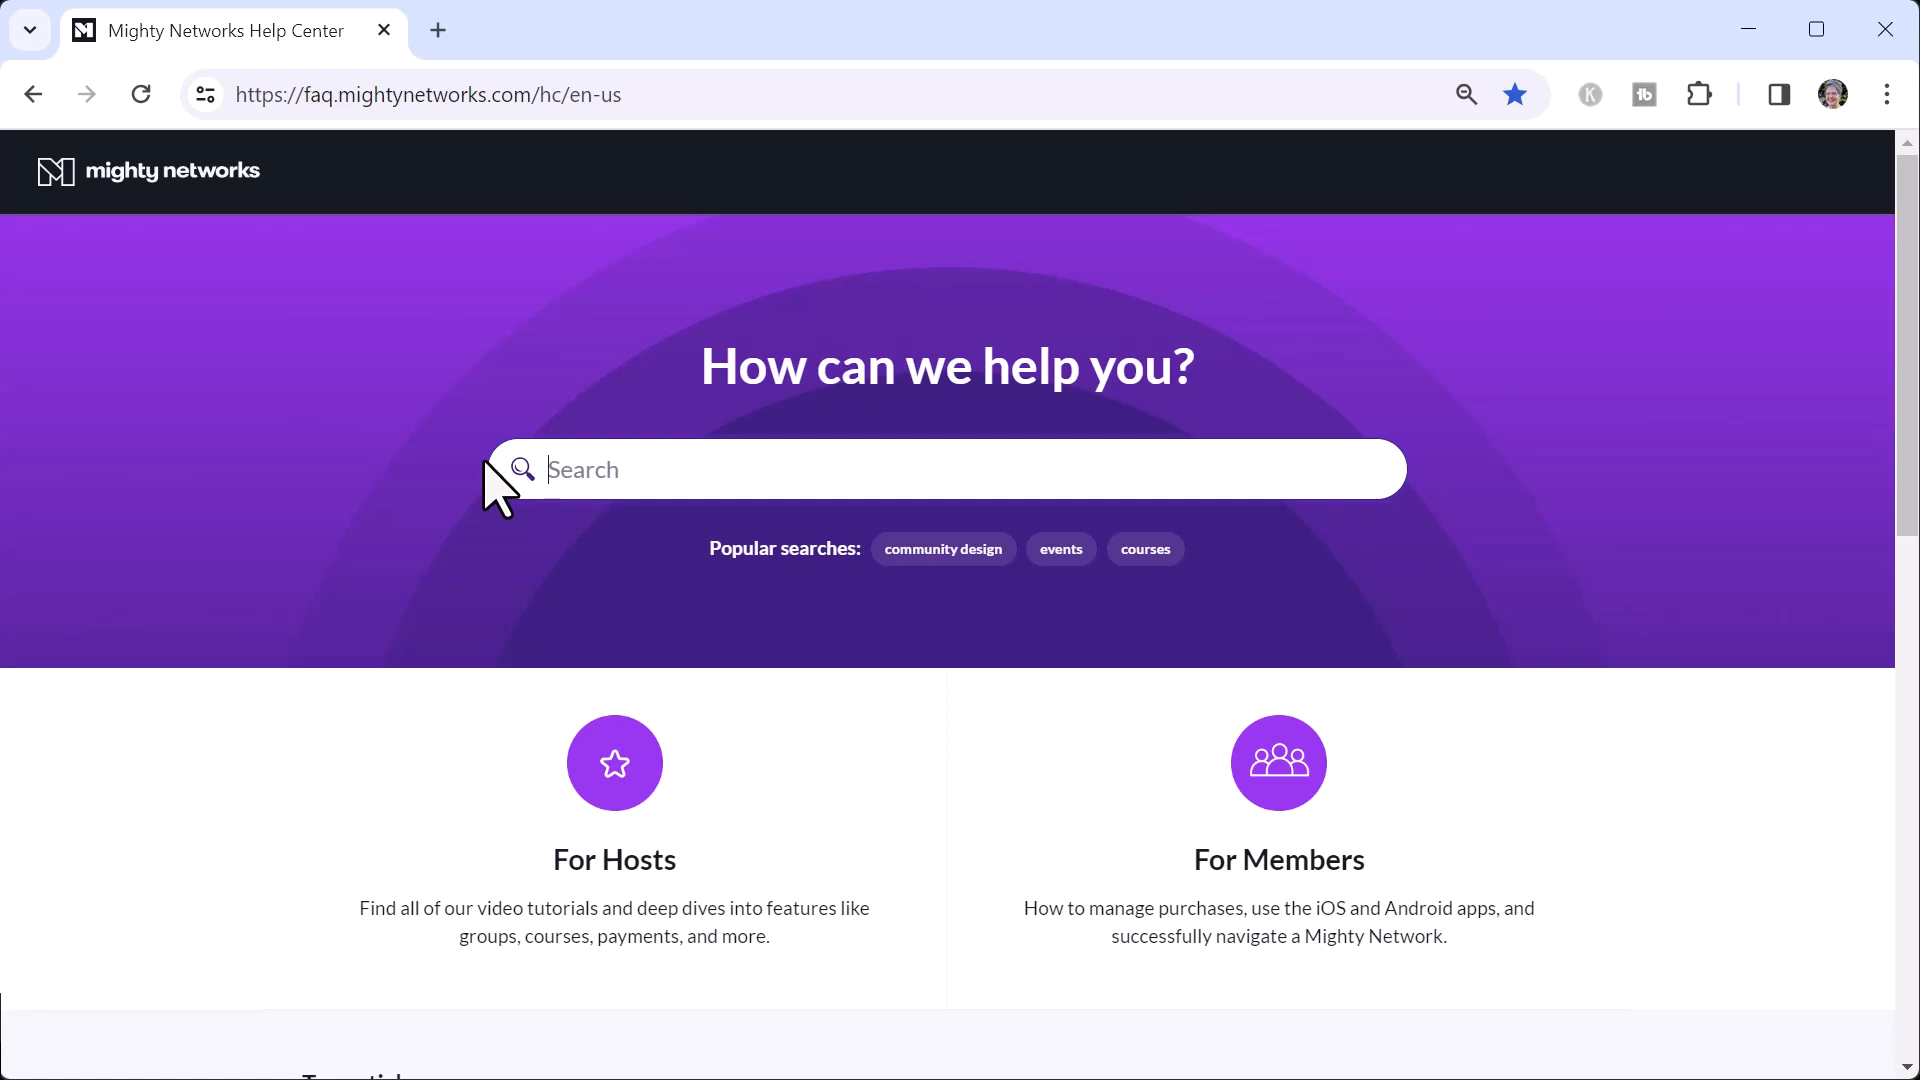 Mighty Networks Help Center
https://faq.mightynetworks.com/hc/en-us
K
tb
mighty networks
How can we help you?
Search
Popular searches: community design events courses
For Hosts
Find all of our video tutorials and deep dives into features like
groups, courses, payments, and more.
For Members
How to manage purchases, use the iOS and Android apps, and
successfully navigate a Mighty Network.